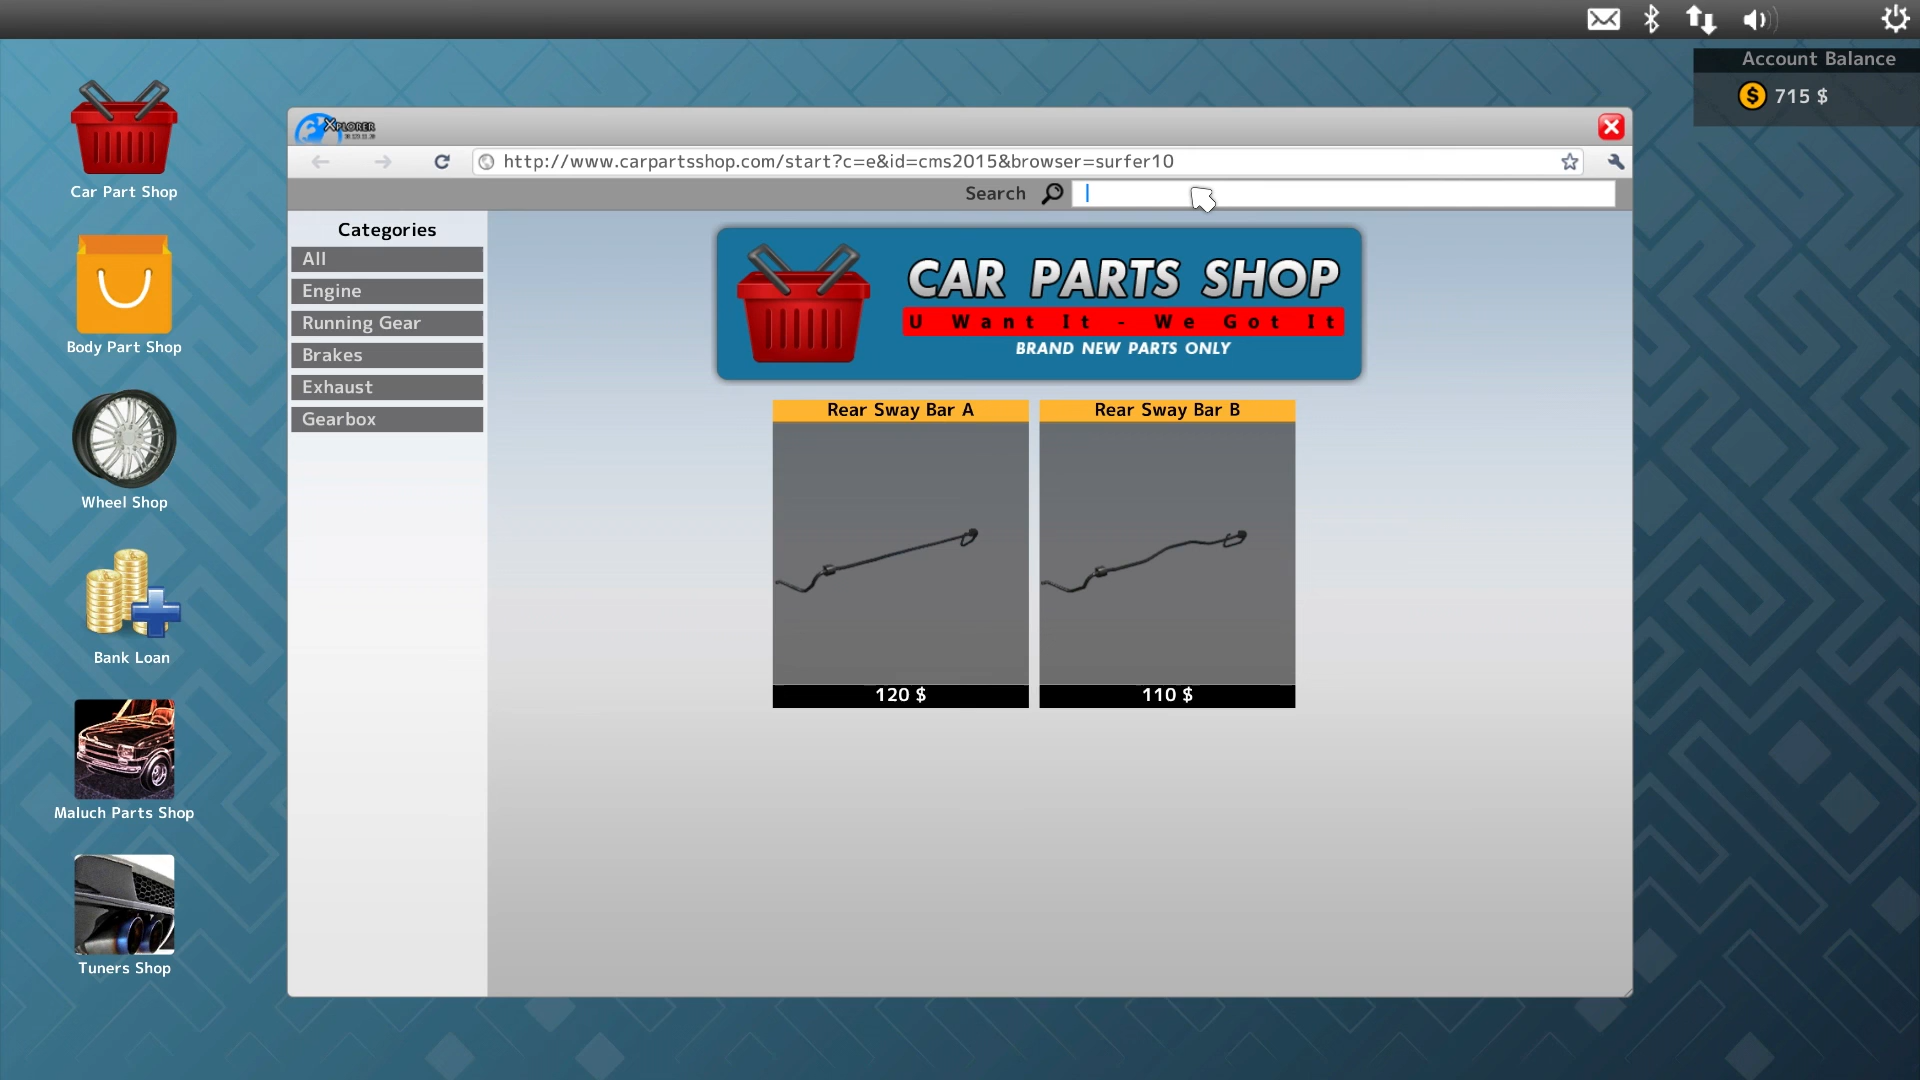 Account Balance
$ 715 $
Car Part Shop
Body Part Shop
Wheel Shop
Bank Loan
Maluch Parts Shop
Tuners Shop
XPLORER
http://www.carpartsshop.com/start?c=e&id=cms2015&browser=surfer10
Search
Categories
All
Engine
Running Gear
Brakes
Exhaust
Gearbox
CAR PARTS SHOP
U Want It - We Got It
BRAND NEW PARTS ONLY
Rear Sway Bar A
120 $
Rear Sway Bar B
110 $